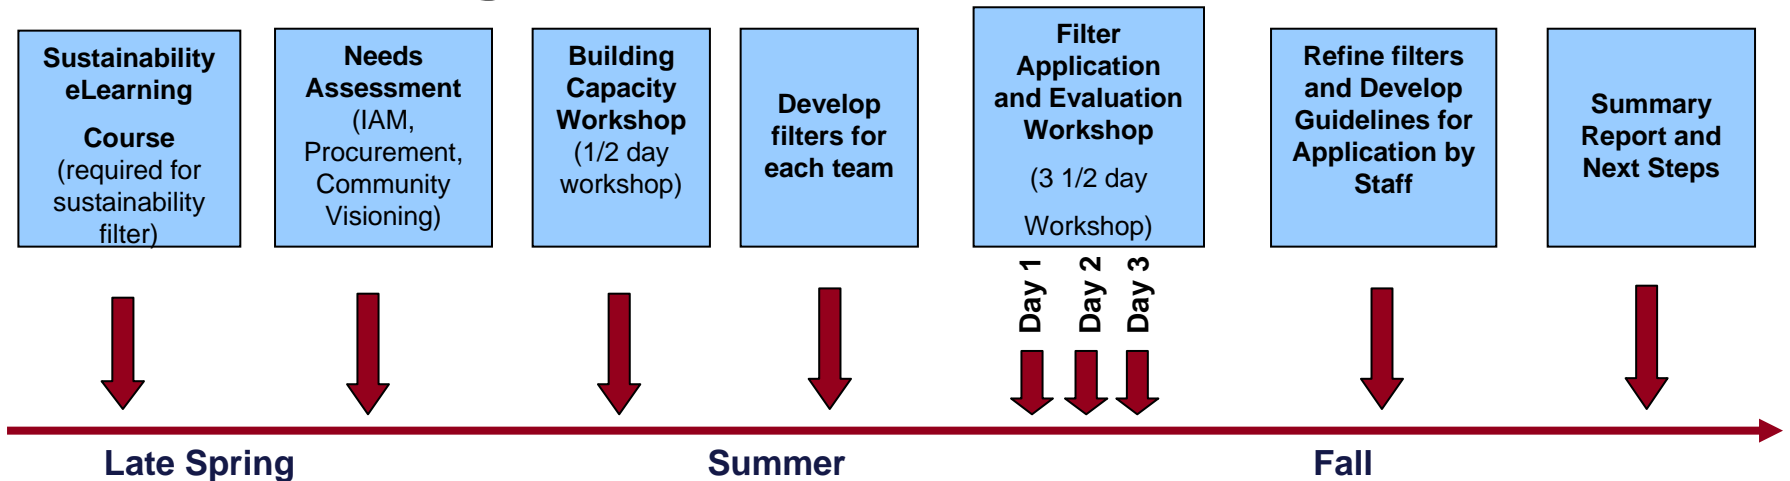 Sustainability
eLearning
Course
(required for
sustainability
filter)
Needs
Assessment
(IAM,
Procurement,
Community
Visioning)
Building
Capacity
Workshop
(1/2 day
workshop)
Develop
filters for
each team
Filter
Application
and Evaluation
Workshop
(3 1/2 day
Workshop)
Refine filters
and Develop
Guidelines for
Application by
Staff
Summary
Report and
Next Steps
Day 1
Day 2
Day 3
Late Spring
Summer
Fall